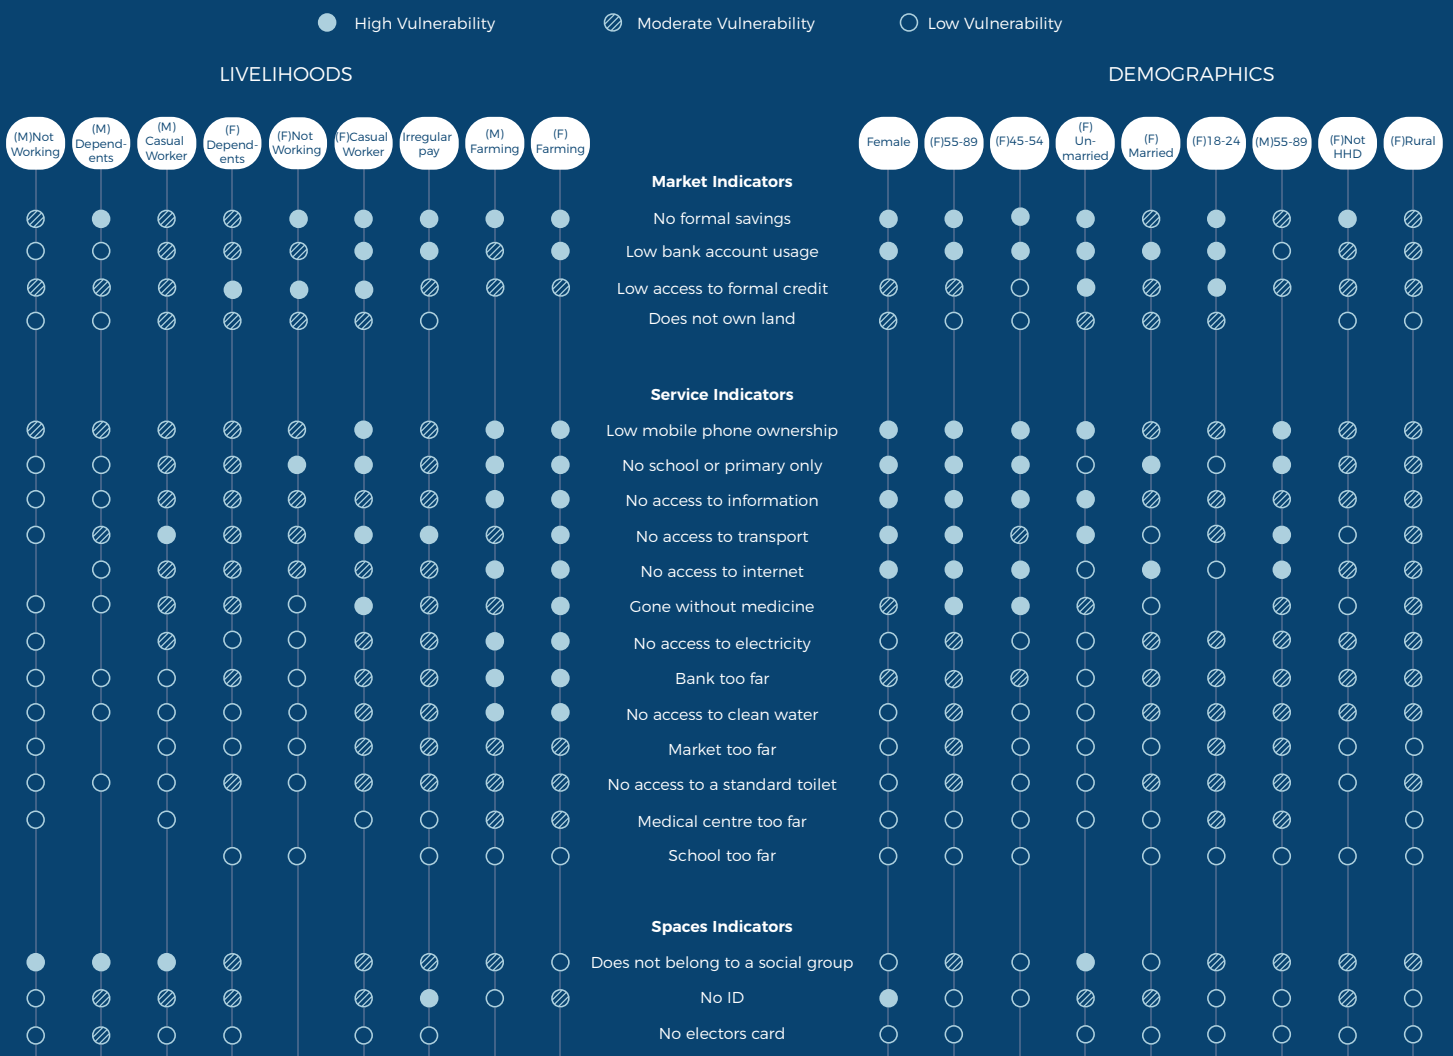 High Vulnerability
Moderate Vulnerability
Low Vulnerability
LIVELIHOODS
DEMOGRAPHICS
(M)Not
Working
(M)
Depend-
ents
(M)
Casual
Worker
(F)
Depend-
ents
(F)Not
Working
(F)Casual
Worker
Irregular
pay
(M)
Farming
(F)
Farming
Female
(F)55-89
(F)45-54
(F)
Un-
married
(F)
Married
(F)18-24
(M)55-89
(F)Not
HHD
(F)Rural
Market Indicators
No formal savings
Low bank account usage
Low access to formal credit
Does not own land
Service Indicators
Low mobile phone ownership
No school or primary only
No access to information
No access to transport
No access to internet
Gone without medicine
No access to electricity
Bank too far
No access to clean water
Market too far
No access to a standard toilet
Medical centre too far
School too far
Spaces Indicators
Does not belong to a social group
No ID
No electors card